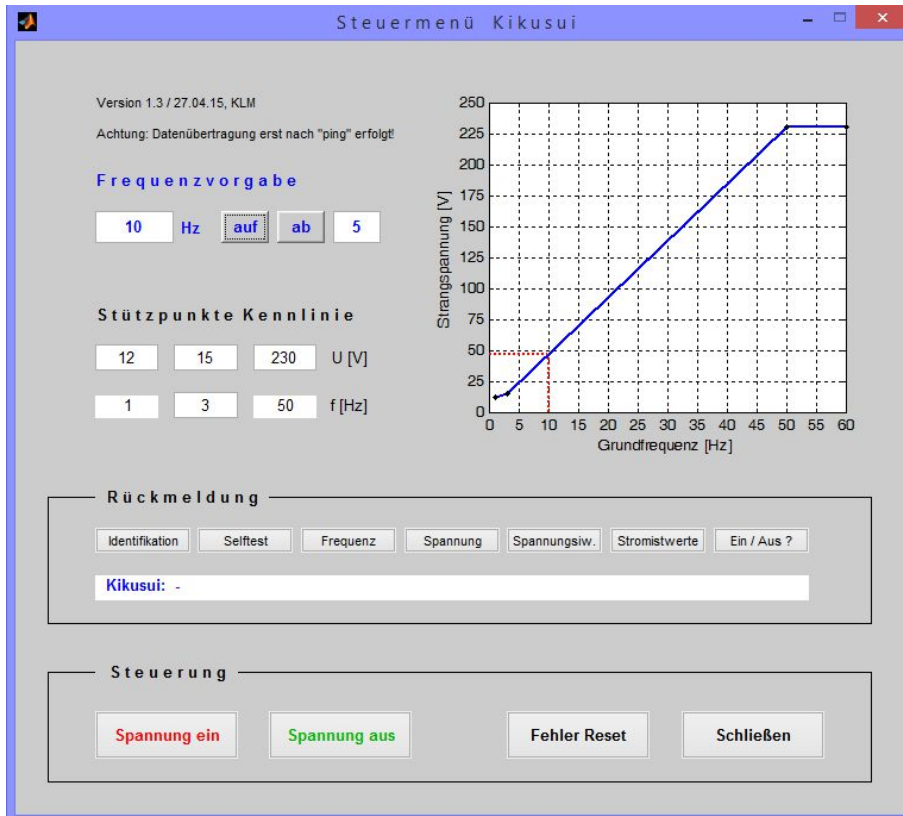 Steuermenü Kikusui
Version 1.3 / 27.04.15, KLM
Achtung: Datenübertragung erst nach "ping" erfolgt!
Frequenzvorgabe
10 Hz auf ab 5
Stützpunkte Kennlinie
12 15 230 U [V]
1 3 50 f [Hz]
Strangspannung [V]
250
225
200
175
150
125
100
75
50
25
0
0 5 10 15 20 25 30 35 40 45 50 55 60
Grundfrequenz [Hz]
Rückmeldung
Identifikation Selftest Frequenz Spannung Spannungsiw. Stromistwerte Ein / Aus ?
Kikusui: -
Steuerung
Spannung ein Spannung aus Fehler Reset Schließen